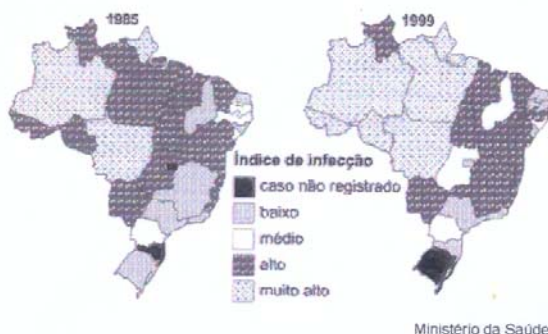 1985
1999
Índice de infecção
caso não registrado
baixo
médio
alto
muito alto
Ministério da Saúde